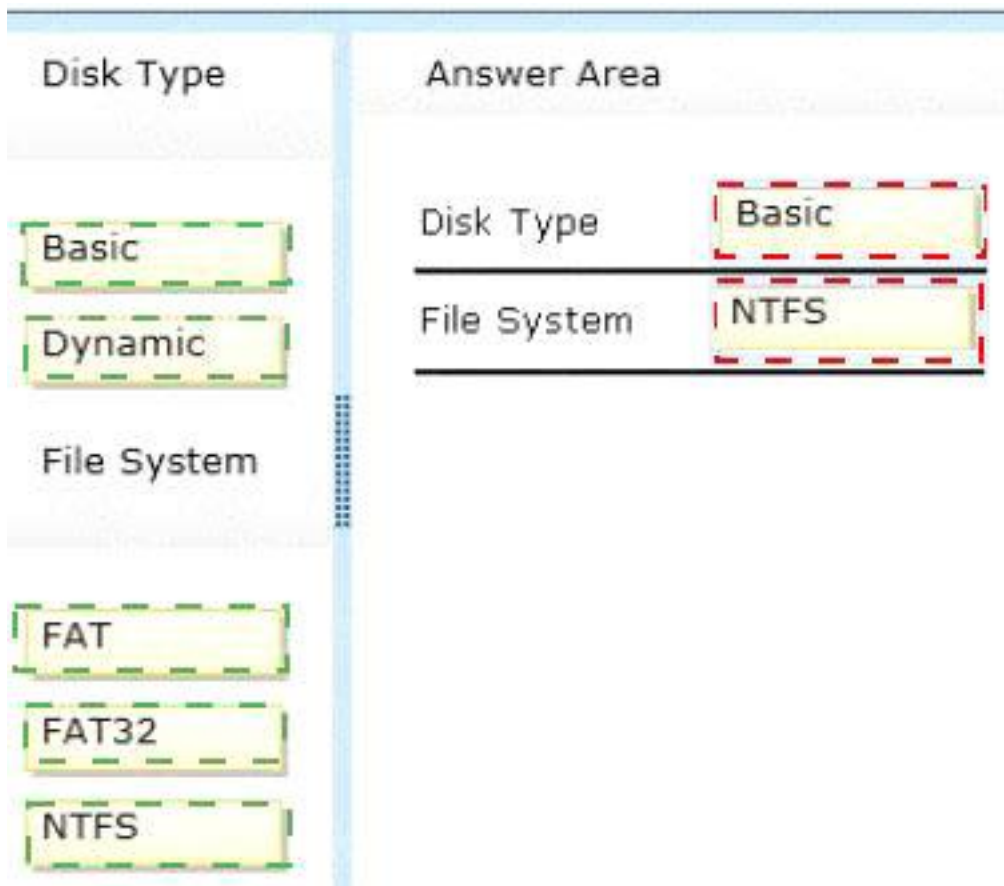 Disk Type
Basic
Dynamic
File System
FAT
FAT32
NTFS
Answer Area
Disk Type Basic
File System NTFS